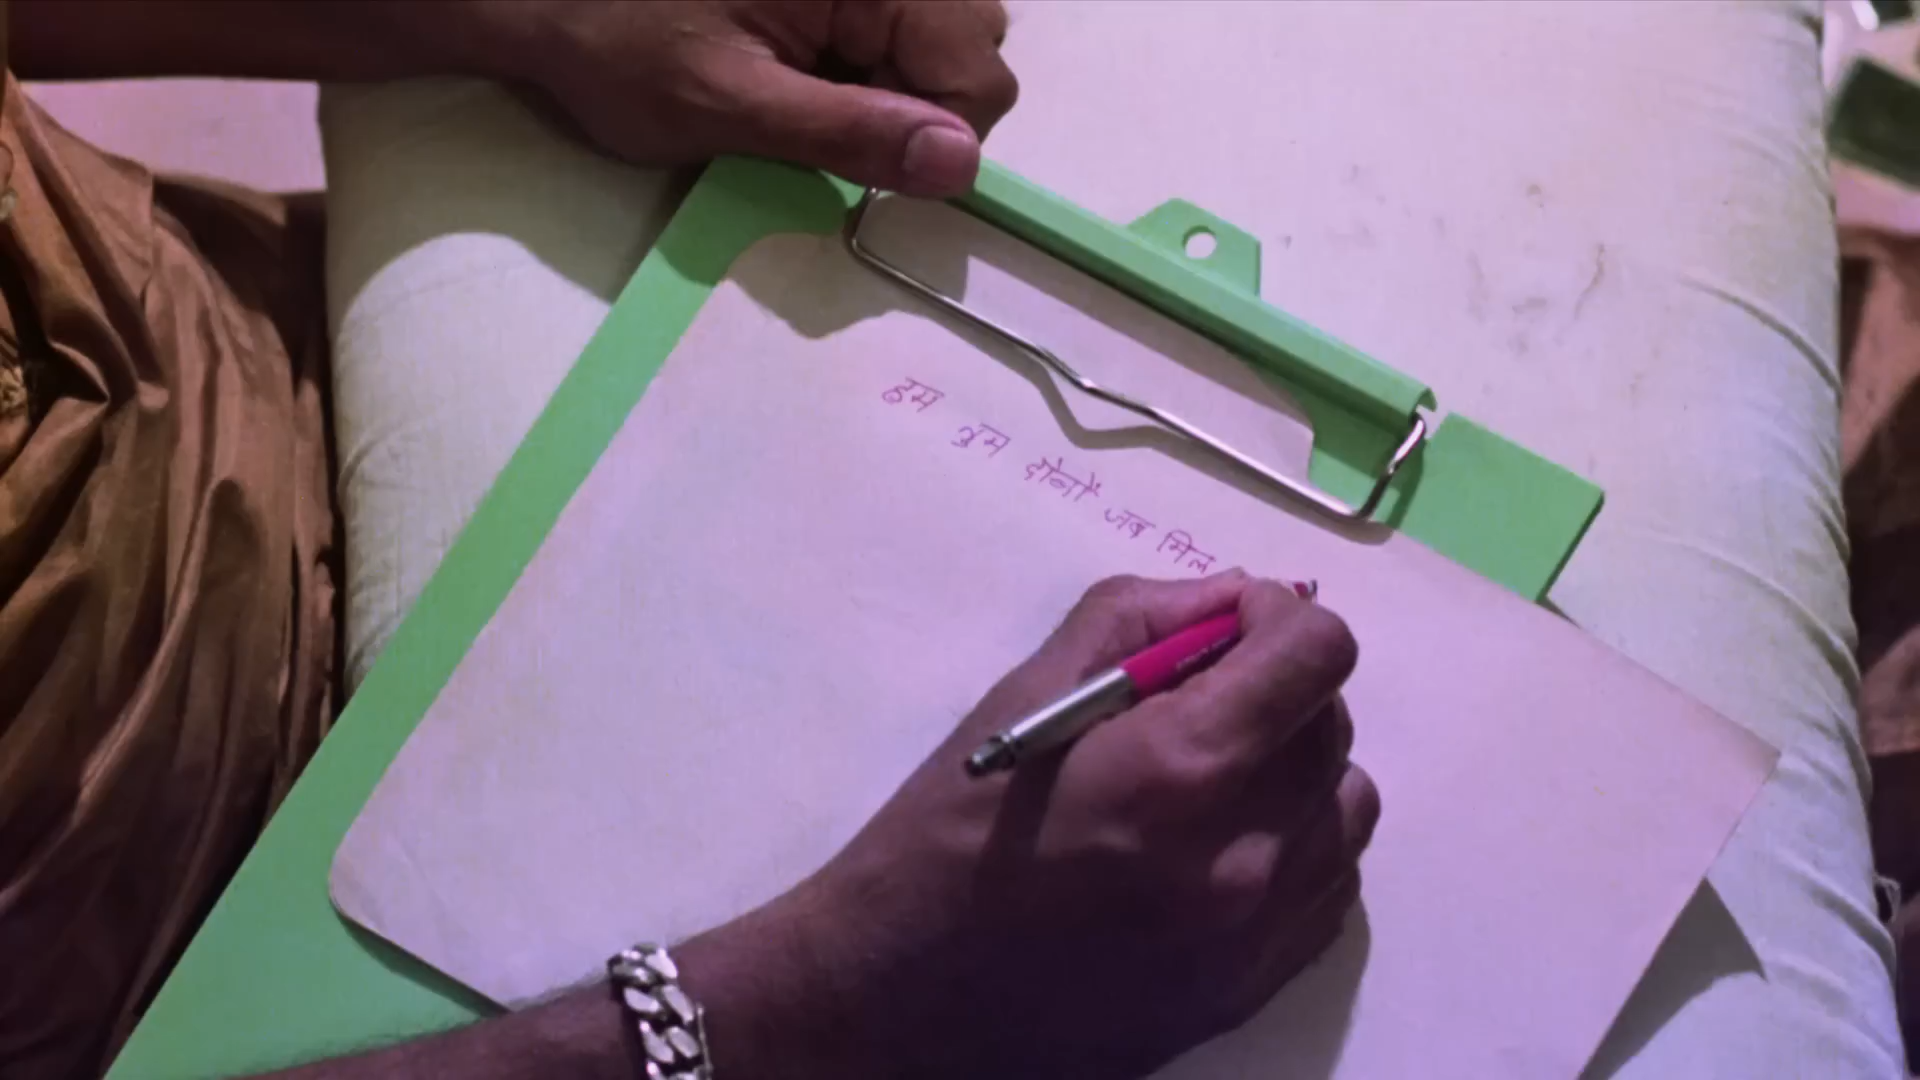 हम तुम दोनों जब मिल